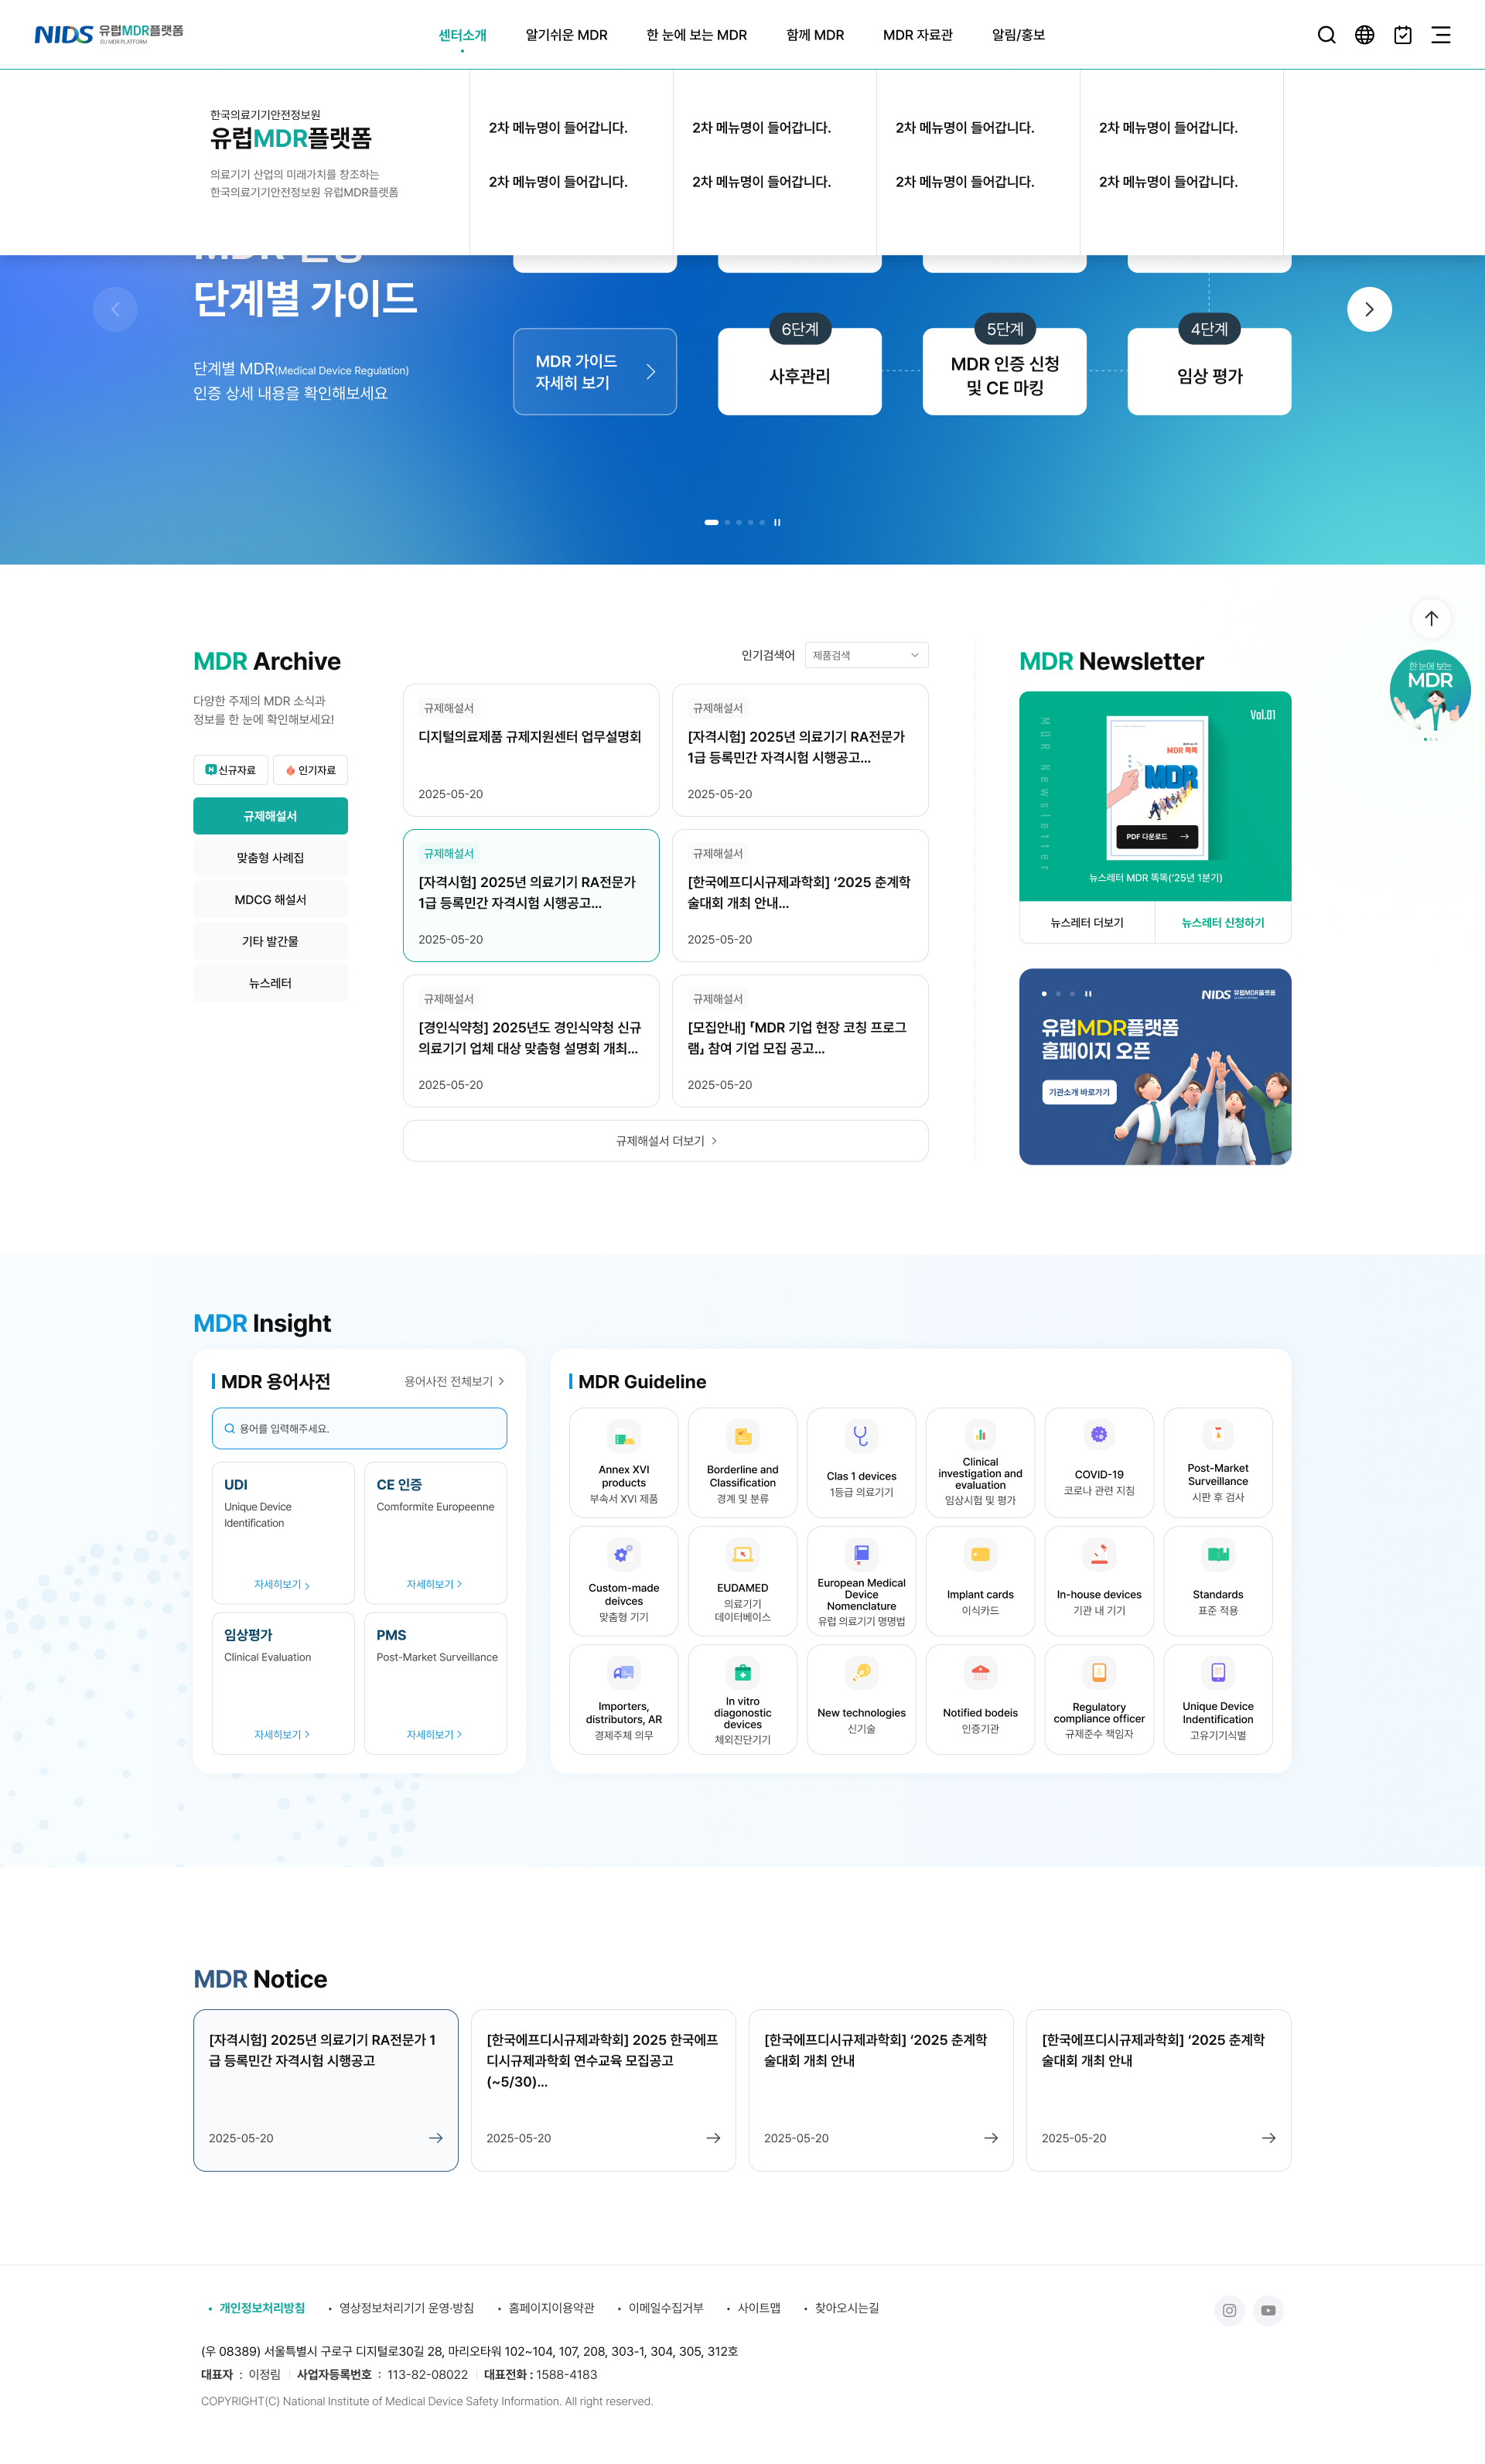 NIDS 유럽MDR플랫폼
EU MDR PLATFORM
센터소개
알기쉬운 MDR
한 눈에 보는 MDR
함께 MDR
MDR 자료관
알림/홍보
한국의료기기안전정보원
유럽MDR플랫폼
의료기기 산업의 미래가치를 창조하는
한국의료기기안전정보원 유럽MDR플랫폼
2차 메뉴명이 들어갑니다.
2차 메뉴명이 들어갑니다.
2차 메뉴명이 들어갑니다.
2차 메뉴명이 들어갑니다.
2차 메뉴명이 들어갑니다.
2차 메뉴명이 들어갑니다.
2차 메뉴명이 들어갑니다.
2차 메뉴명이 들어갑니다.
단계별 가이드
단계별 MDR(Medical Device Regulation)
인증 상세 내용을 확인해보세요
MDR 가이드
자세히 보기
6단계
사후관리
5단계
MDR 인증 신청
및 CE 마킹
4단계
임상 평가
MDR Archive
다양한 주제의 MDR 소식과
정보를 한 눈에 확인해보세요!
신규자료
인기자료
규제해설서
맞춤형 사례집
MDCG 해설서
기타 발간물
뉴스레터
인기검색어
제품검색
규제해설서
디지털의료제품 규제지원센터 업무설명회
2025-05-20
규제해설서
[자격시험] 2025년 의료기기 RA전문가
1급 등록민간 자격시험 시행공고...
2025-05-20
규제해설서
[자격시험] 2025년 의료기기 RA전문가
1급 등록민간 자격시험 시행공고...
2025-05-20
규제해설서
[한국에프디시규제과학회] ‘2025 춘계학
술대회 개최 안내...
2025-05-20
규제해설서
[경인식약청] 2025년도 경인식약청 신규
의료기기 업체 대상 맞춤형 설명회 개최...
2025-05-20
규제해설서
[모집안내] 「MDR 기업 현장 코칭 프로그
램」 참여 기업 모집 공고...
2025-05-20
규제해설서 더보기
MDR Newsletter
Vol.01
MDR Newsletter
MDR 똑똑
MDR
PDF 다운로드
뉴스레터 MDR 똑똑(‘25년 1분기)
뉴스레터 더보기
뉴스레터 신청하기
NIDS 유럽MDR플랫폼
유럽MDR플랫폼
홈페이지 오픈
기관소개 바로가기
한 눈에 보는
MDR
MDR Insight
MDR 용어사전
용어사전 전체보기
용어를 입력해주세요.
UDI
Unique Device
Identification
자세히보기
CE 인증
Comformite Europeenne
자세히보기
임상평가
Clinical Evaluation
자세히보기
PMS
Post-Market Surveillance
자세히보기
MDR Guideline
Annex XVI
products
부속서 XVI 제품
Borderline and
Classification
경계 및 분류
Clas 1 devices
1등급 의료기기
Clinical
investigation and
evaluation
임상시험 및 평가
COVID-19
코로나 관련 지침
Post-Market
Surveillance
시판 후 검사
Custom-made
deivces
맞춤형 기기
EUDAMED
의료기기
데이터베이스
European Medical
Device
Nomenclature
유럽 의료기기 명명법
Implant cards
이식카드
In-house devices
기관 내 기기
Standards
표준 적용
Importers,
distributors, AR
경제주체 의무
In vitro
diagonostic
devices
체외진단기기
New technologies
신기술
Notified bodeis
인증기관
Regulatory
compliance officer
규제준수 책임자
Unique Device
Indentification
고유기기식별
MDR Notice
[자격시험] 2025년 의료기기 RA전문가 1
급 등록민간 자격시험 시행공고
2025-05-20
[한국에프디시규제과학회] 2025 한국에프
디시규제과학회 연수교육 모집공고
(~5/30)...
2025-05-20
[한국에프디시규제과학회] ‘2025 춘계학
술대회 개최 안내
2025-05-20
[한국에프디시규제과학회] ‘2025 춘계학
술대회 개최 안내
2025-05-20
개인정보처리방침
영상정보처리기기 운영·방침
홈페이지이용약관
이메일수집거부
사이트맵
찾아오시는길
(우 08389) 서울특별시 구로구 디지털로30길 28, 마리오타워 102~104, 107, 208, 303-1, 304, 305, 312호
대표자 : 이정림 사업자등록번호 : 113-82-08022 대표전화 : 1588-4183
COPYRIGHT(C) National Institute of Medical Device Safety Information. All right reserved.